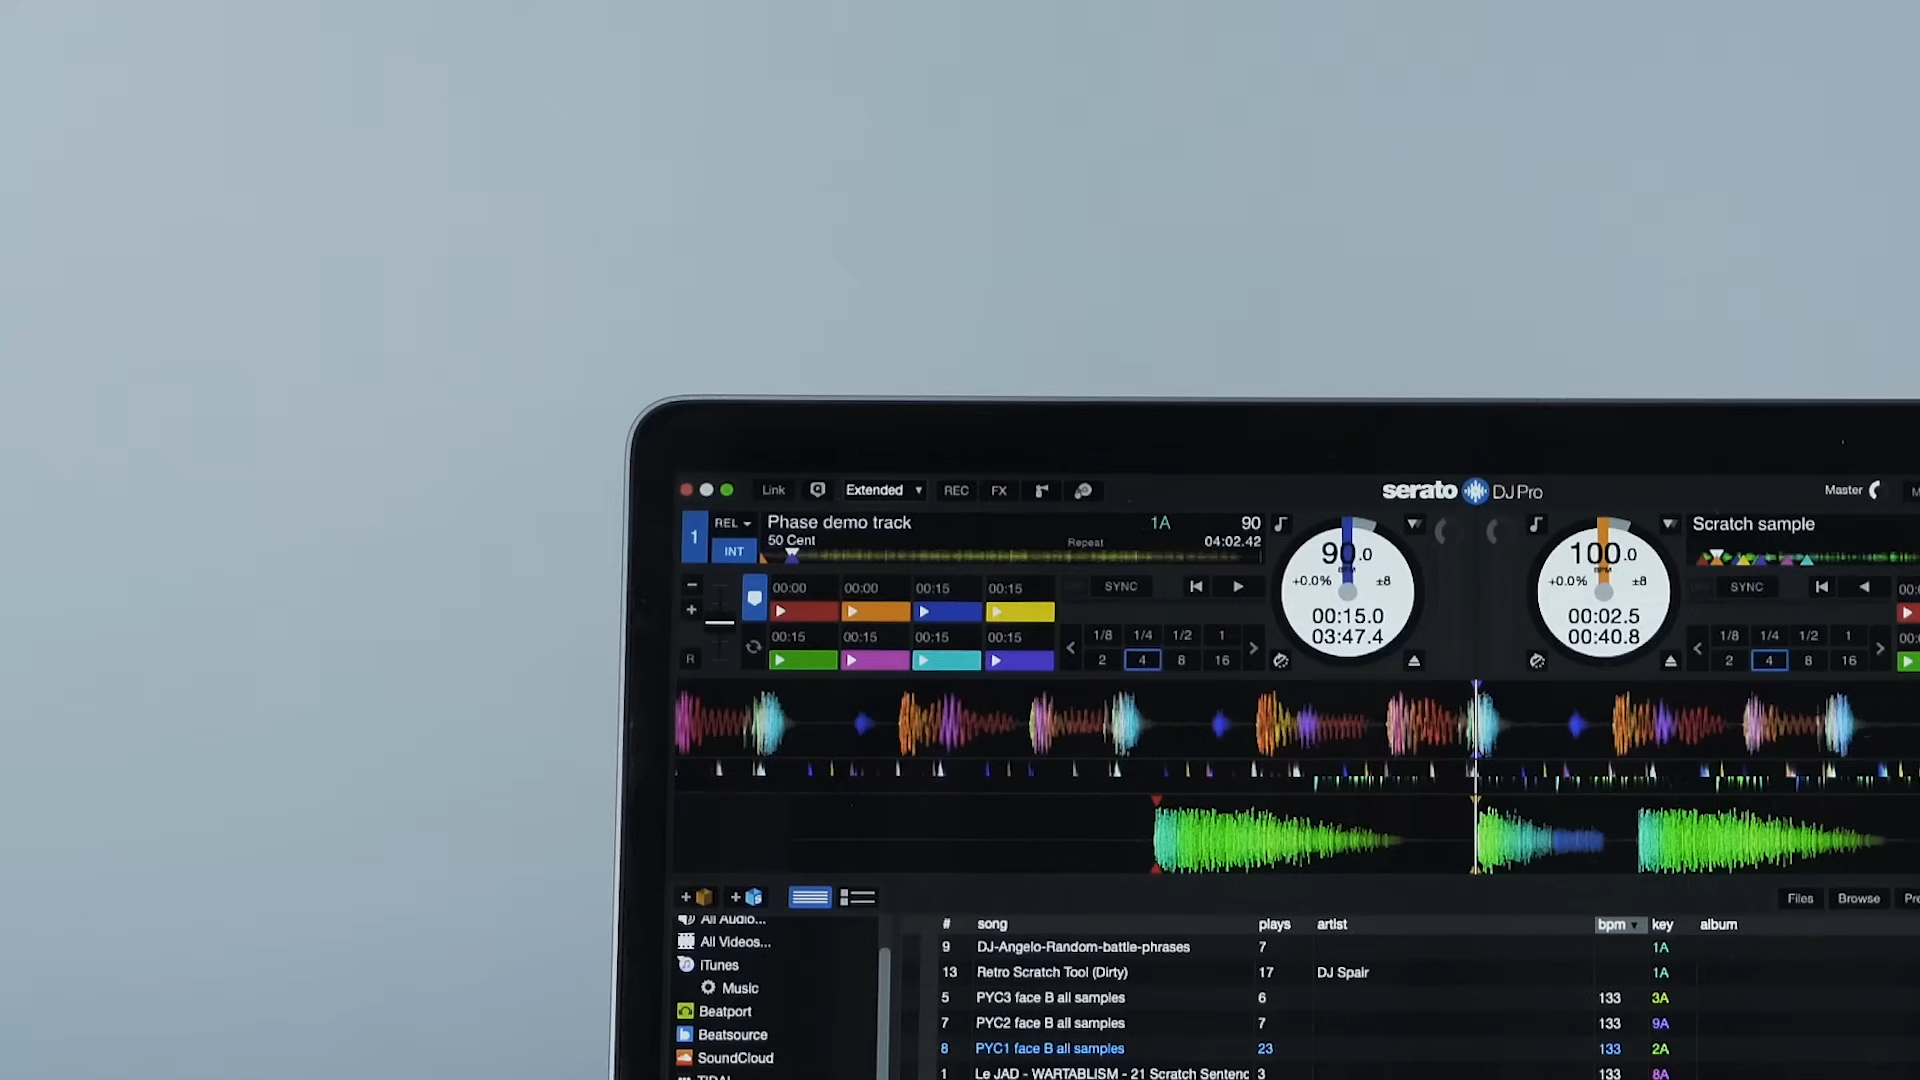 Link Extended REC FX serato DJ Pro Master
1 REL Phase demo track 1A 90 Scratch sample
INT 50 Cent Repeat 04:02.42
90.0 BPM +0.0% ±8 00:15.0 03:47.4
100.0 BPM +0.0% ±8 00:02.5 00:40.8
00:00 00:00 00:15 00:15 SYNC SYNC
00:15 00:15 00:15 00:15
1/8 1/4 1/2 1 1/8 1/4 1/2 1
R 2 4 8 16 2 4 8 16
Files Browse
# song plays artist bpm key album
All Audio...
9 DJ-Angelo-Random-battle-phrases 7 1A
All Videos...
iTunes
13 Retro Scratch Tool (Dirty) 17 DJ Spair 1A
Music
5 PYC3 face B all samples 6 133 3A
Beatport
7 PYC2 face B all samples 7 133 9A
Beatsource
8 PYC1 face B all samples 23 133 2A
SoundCloud
1 Le JAD - WARTABLISM - 21 Scratch 3 133 8A